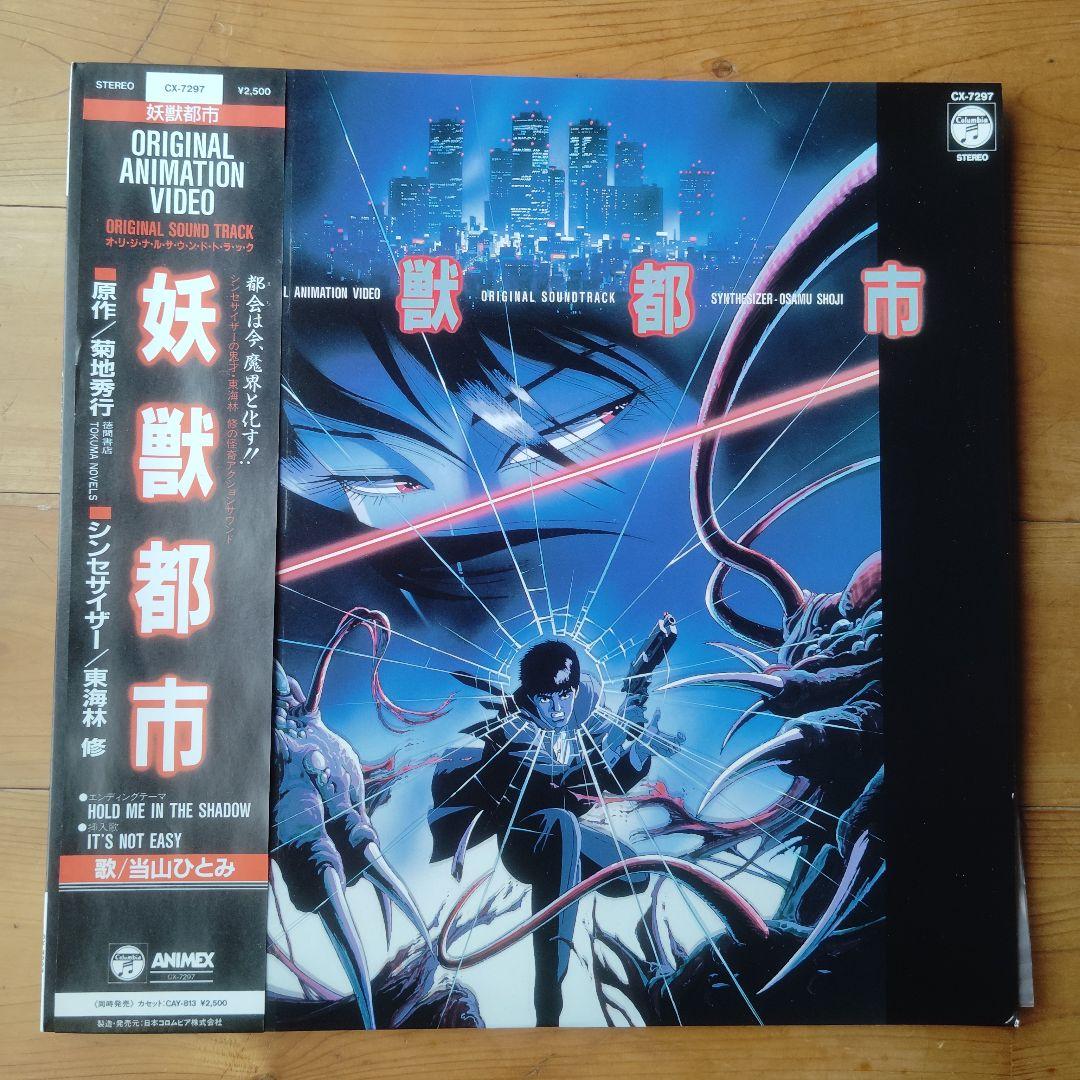 STEREO
CX-7297
¥2,500
妖獣都市
ORIGINAL
ANIMATION
VIDEO
ORIGINAL SOUND TRACK
オ・リ・ジ・ナ・ル・サ・ウ・ン・ド・ト・ラ・ッ・ク
都会は今、魔界と化す!!
シンセサイザーの鬼才・東海林 修の怪奇アクションサウンド
妖獣都市
■原作/菊地秀行
徳間書店
TOKUMA NOVELS
■シンセサイザー/東海林 修
●エンディングテーマ
HOLD ME IN THE SHADOW
●挿入歌
IT'S NOT EASY
歌/当山ひとみ
Columbia
ANIMEX
CX-7297
《同時発売》 カセット:CAY-813 ¥2,500
製造・発売元:日本コロムビア株式会社
CX-7297
Columbia
STEREO
L ANIMATION VIDEO
獣
ORIGINAL SOUNDTRACK
都
SYNTHESIZER-OSAMU SHOJI
市